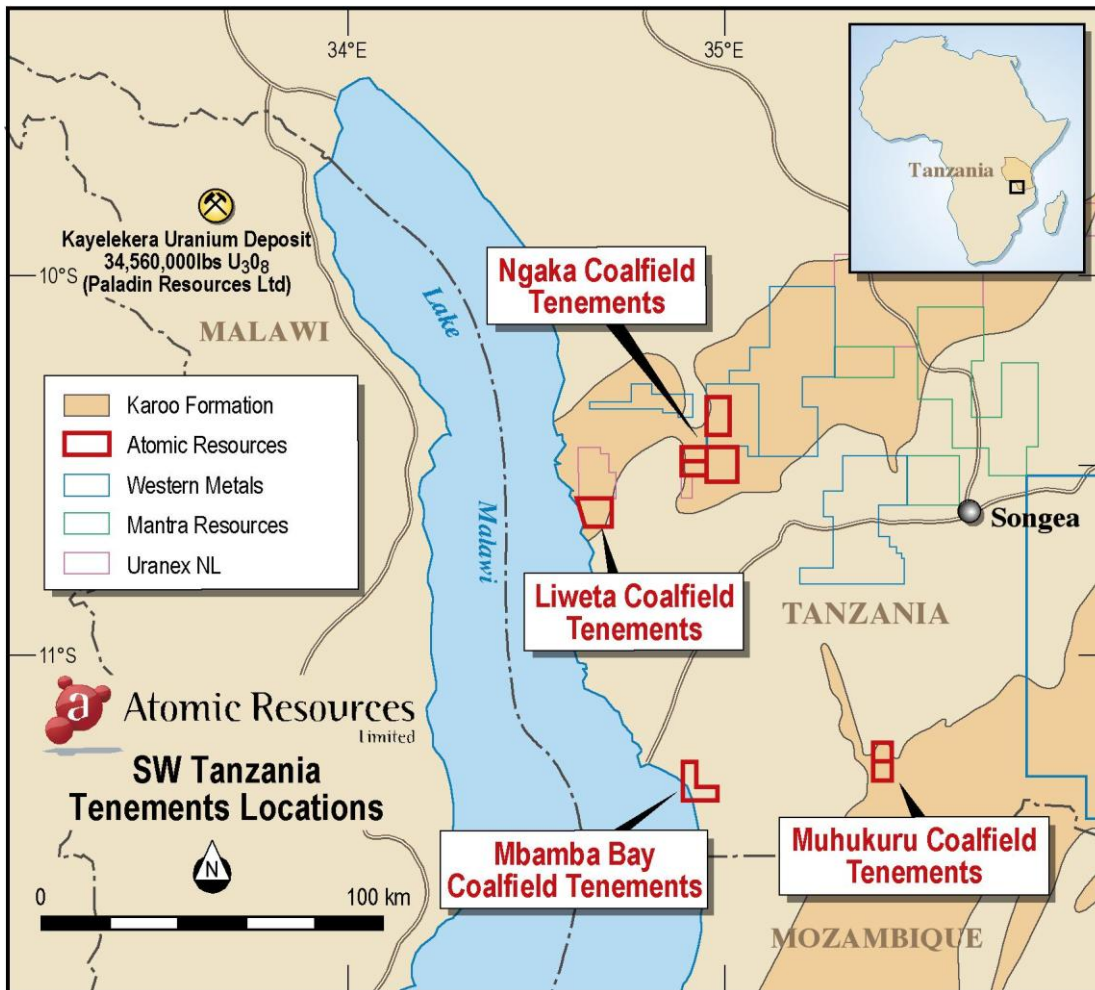 34°E
35°E
Tanzania
Kayelekera Uranium Deposit
34,560,000lbs U₃0₈
(Paladin Resources Ltd)
10°S
MALAWI
Lake
Malawi
Ngaka Coalfield
Tenements
Karoo Formation
Atomic Resources
Western Metals
Mantra Resources
Uranex NL
Songea
Liweta Coalfield
Tenements
TANZANIA
11°S
a
Atomic Resources
Limited
SW Tanzania
Tenements Locations
N
0
100 km
Mbamba Bay
Coalfield Tenements
Muhukuru Coalfield
Tenements
MOZAMBIQUE